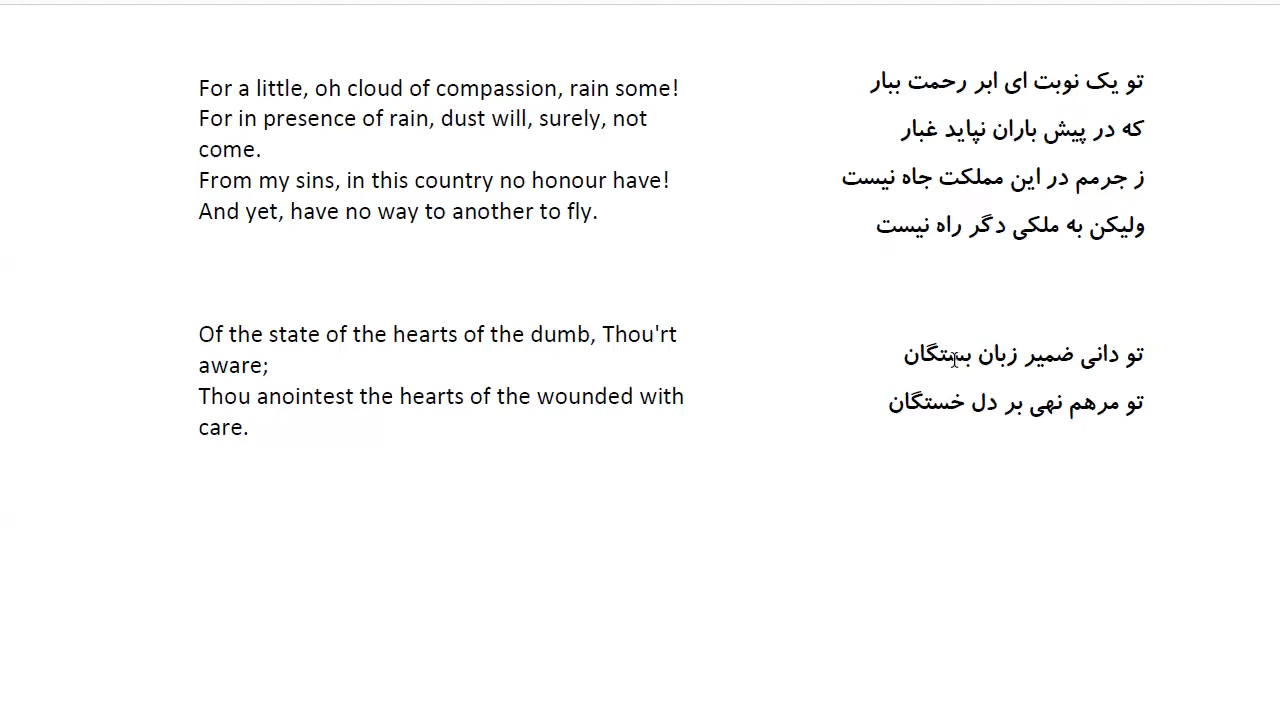 For a little, oh cloud of compassion, rain some!
For in presence of rain, dust will, surely, not
come.
From my sins, in this country no honour have!
And yet, have no way to another to fly.
تو یک نوبت ای ابر رحمت ببار
که در پیش باران نپاید غبار
ز جرمم در این مملکت جاه نیست
ولیکن به ملکی دگر راه نیست
Of the state of the hearts of the dumb, Thou'rt
aware;
Thou anointest the hearts of the wounded with
care.
تو دانی ضمیر زبان بستگان
تو مرهم نهی بر دل خستگان